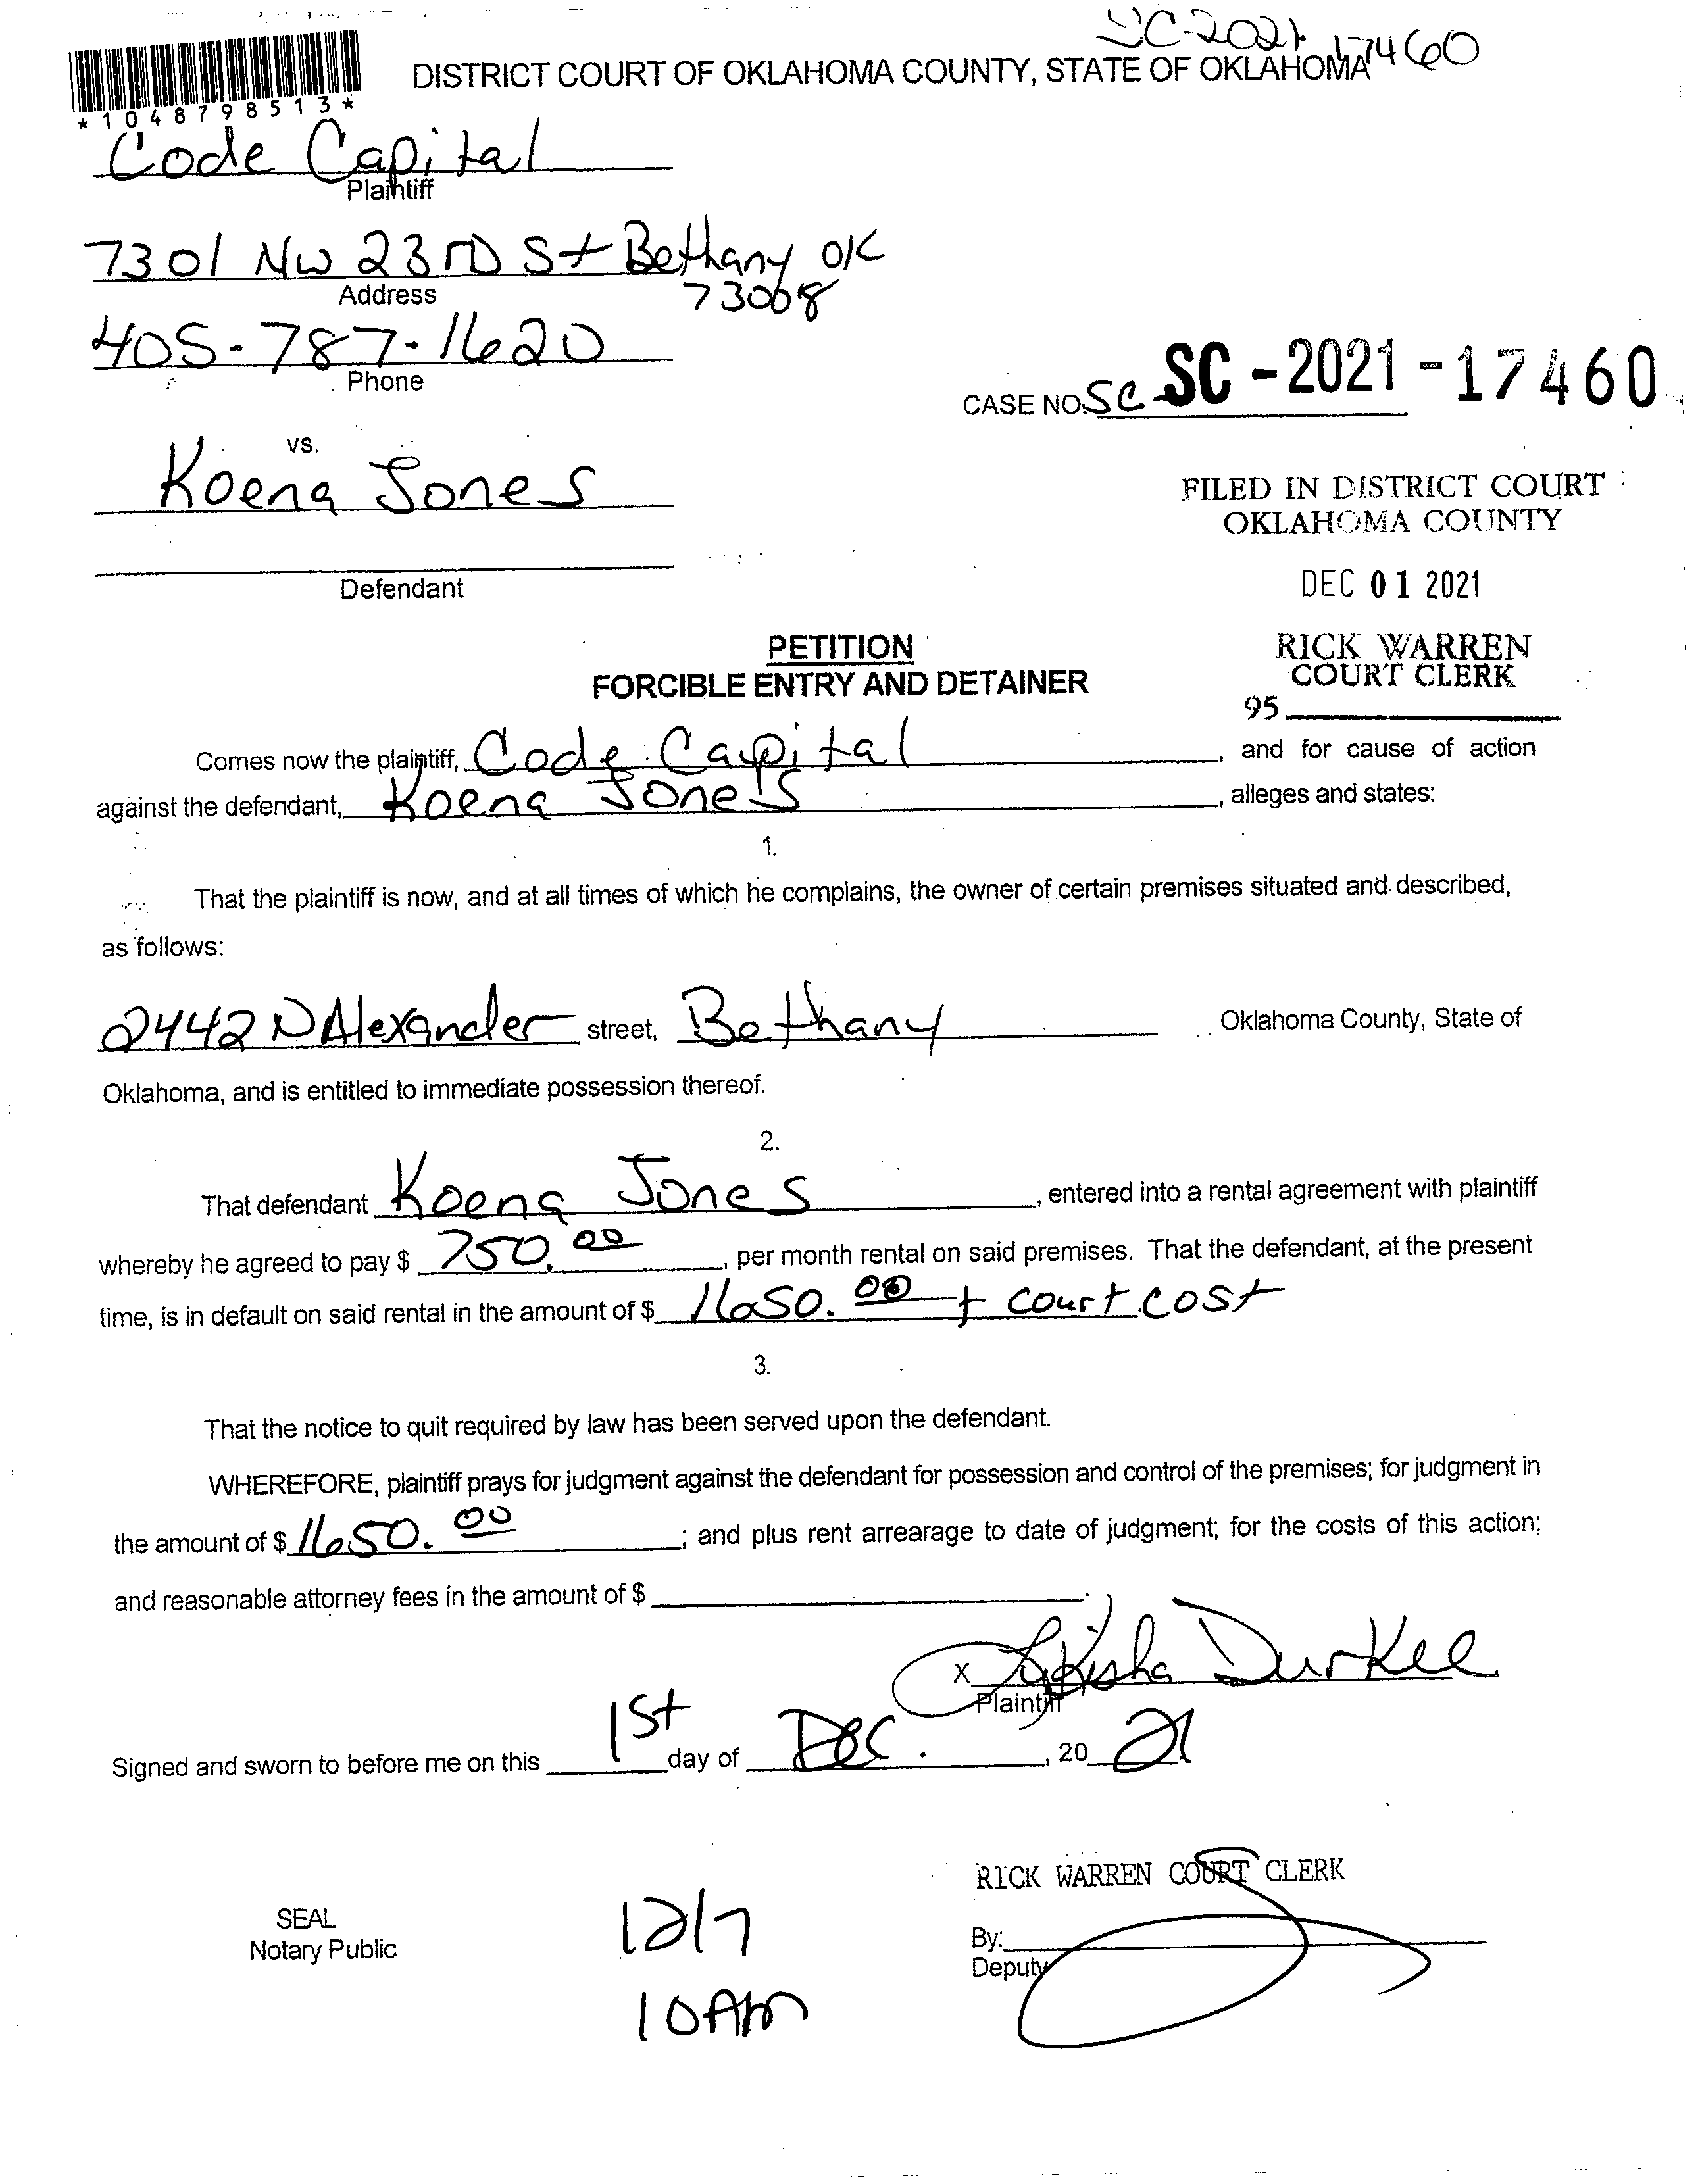 SC-2021-17460
DISTRICT COURT OF OKLAHOMA COUNTY, STATE OF OKLAHOMA
*1048798513*
Code Capital
Plaintiff
7301 NW 23RD St Bethany OK
Address
73008
405-787-1620
Phone
CASE NO. SC- SC-2021-17460
vs.
Koena Jones
FILED IN DISTRICT COURT
OKLAHOMA COUNTY
Defendant
DEC 01 2021
PETITION
FORCIBLE ENTRY AND DETAINER
RICK WARREN
COURT CLERK
95
Comes now the plaintiff, Code Capital, and for cause of action
against the defendant, Koena Jones, alleges and states:
1.
That the plaintiff is now, and at all times of which he complains, the owner of certain premises situated and described,
as follows:
2442 N Alexander street, Bethany Oklahoma County, State of
Oklahoma, and is entitled to immediate possession thereof.
2.
That defendant Koena Jones, entered into a rental agreement with plaintiff
whereby he agreed to pay $ 750.00, per month rental on said premises. That the defendant, at the present
time, is in default on said rental in the amount of $ 1650.00 + court cost
3.
That the notice to quit required by law has been served upon the defendant.
WHEREFORE, plaintiff prays for judgment against the defendant for possession and control of the premises; for judgment in
the amount of $ 1650.00; and plus rent arrearage to date of judgment; for the costs of this action;
and reasonable attorney fees in the amount of $
X LaKisha Durkee
Plaintiff
Signed and sworn to before me on this 1st day of Dec., 20 21
RICK WARREN COURT CLERK
SEAL
Notary Public
12/7
By:
Deputy
10AM